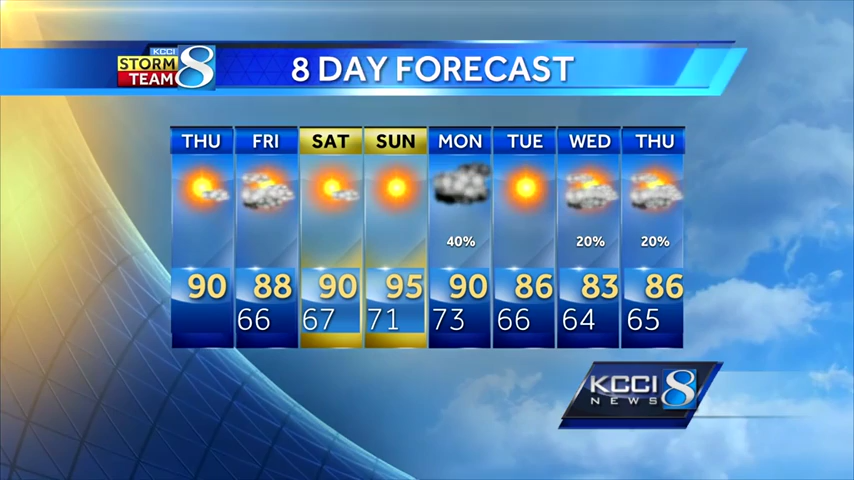 KCCI
STORM
TEAM 8
8 DAY FORECAST
THU FRI SAT SUN MON TUE WED THU
40% 20% 20%
90 88 90 95 90 86 83 86
66 67 71 73 66 64 65
KCCI 8
NEWS